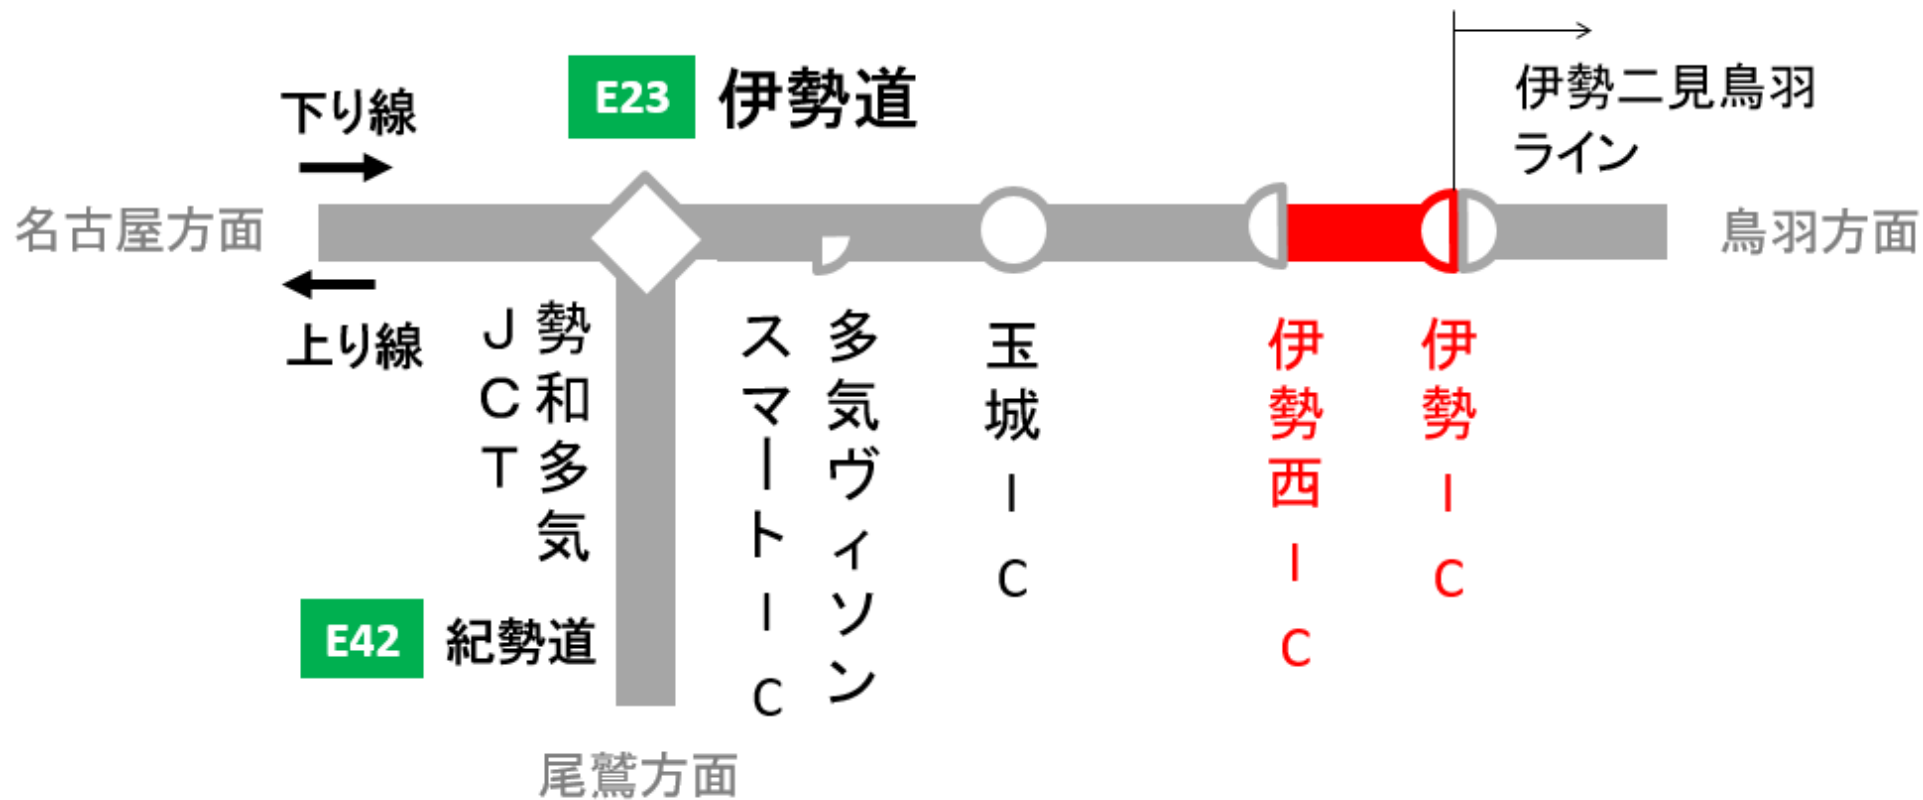 伊勢二見鳥羽
ライン
E23 伊勢道
下り線
名古屋方面
鳥羽方面
上り線
勢和多気
JCT
多気ヴィソン
スマートIC
玉城IC
伊勢西IC
伊勢IC
E42 紀勢道
尾鷲方面